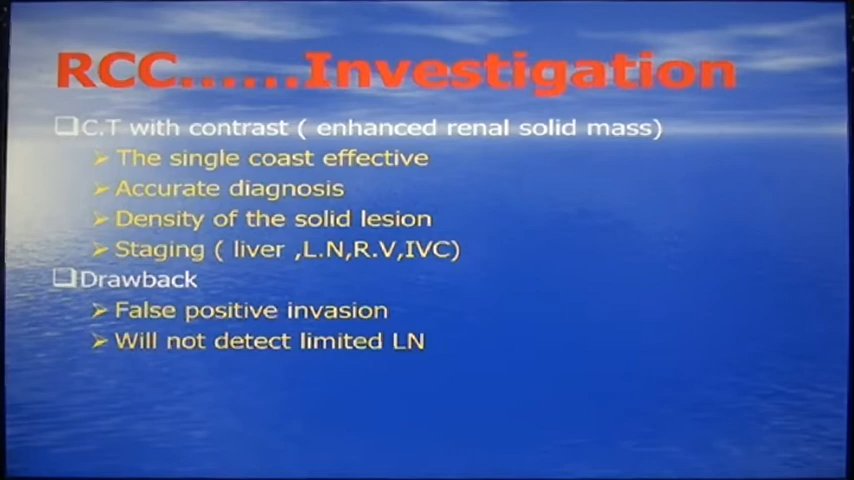 RCC......Investigation
C.T with contrast ( enhanced renal solid mass)
The single coast effective
Accurate diagnosis
Density of the solid lesion
Staging ( liver ,L.N,R.V,IVC)
Drawback
False positive invasion
Will not detect limited LN